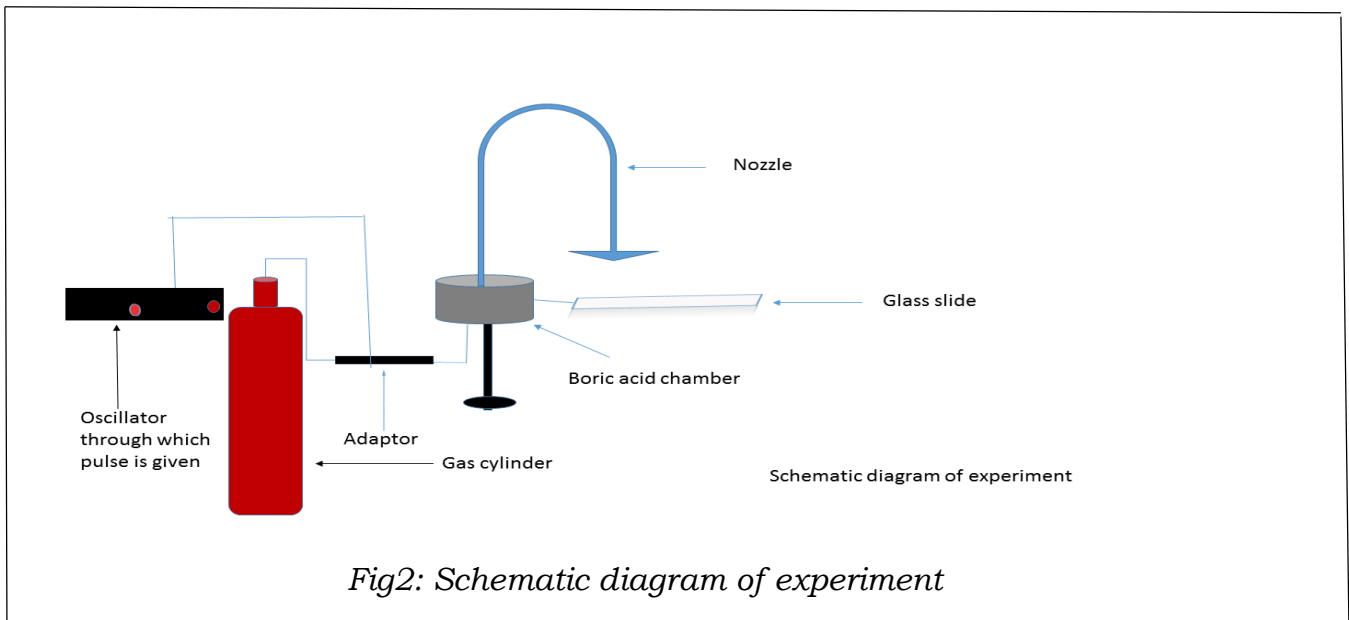 Nozzle
Glass slide
Boric acid chamber
Oscillator
through which
pulse is given
Adaptor
Gas cylinder
Schematic diagram of experiment
Fig2: Schematic diagram of experiment